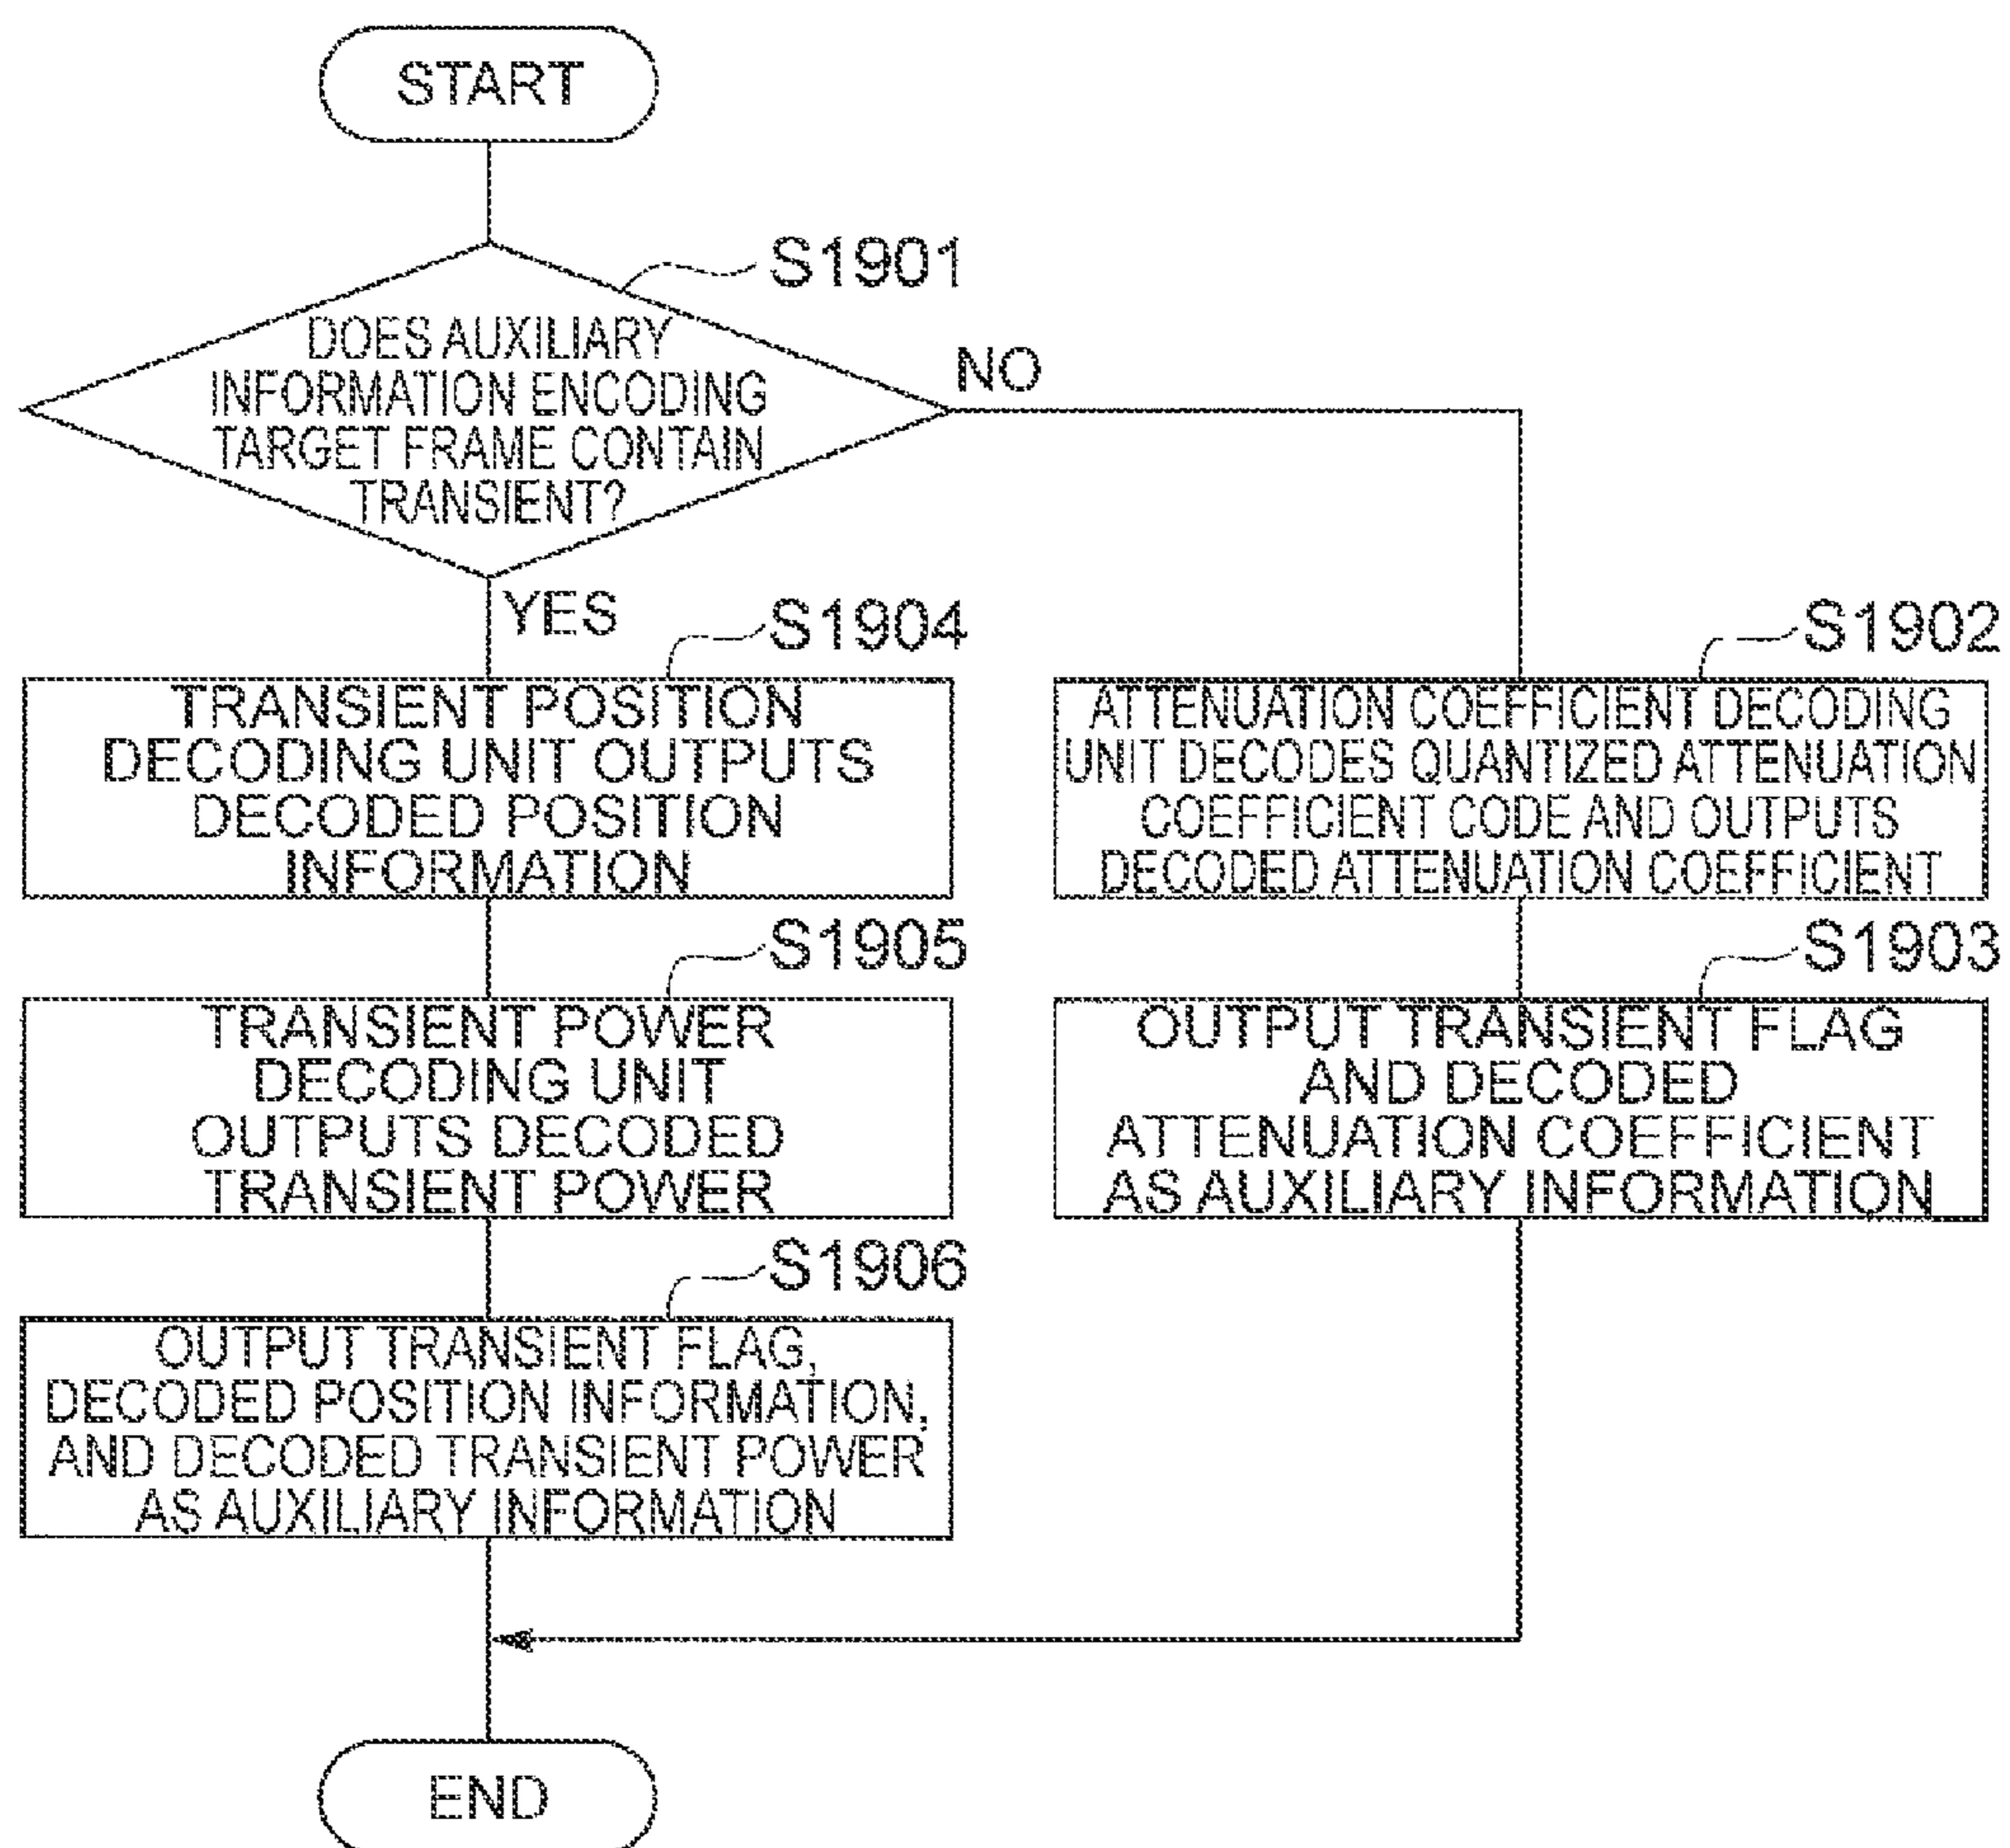 START
S1901
DOES AUXILIARY
INFORMATION ENCODING
TARGET FRAME CONTAIN
TRANSIENT?
NO
YES
S1904
TRANSIENT POSITION
DECODING UNIT OUTPUTS
DECODED POSITION
INFORMATION
S1902
ATTENUATION COEFFICIENT DECODING
UNIT DECODES QUANTIZED ATTENUATION
COEFFICIENT CODE AND OUTPUTS
DECODED ATTENUATION COEFFICIENT
S1905
TRANSIENT POWER
DECODING UNIT
OUTPUTS DECODED
TRANSIENT POWER
S1903
OUTPUT TRANSIENT FLAG
AND DECODED
ATTENUATION COEFFICIENT
AS AUXILIARY INFORMATION
S1906
OUTPUT TRANSIENT FLAG,
DECODED POSITION INFORMATION,
AND DECODED TRANSIENT POWER
AS AUXILIARY INFORMATION
END